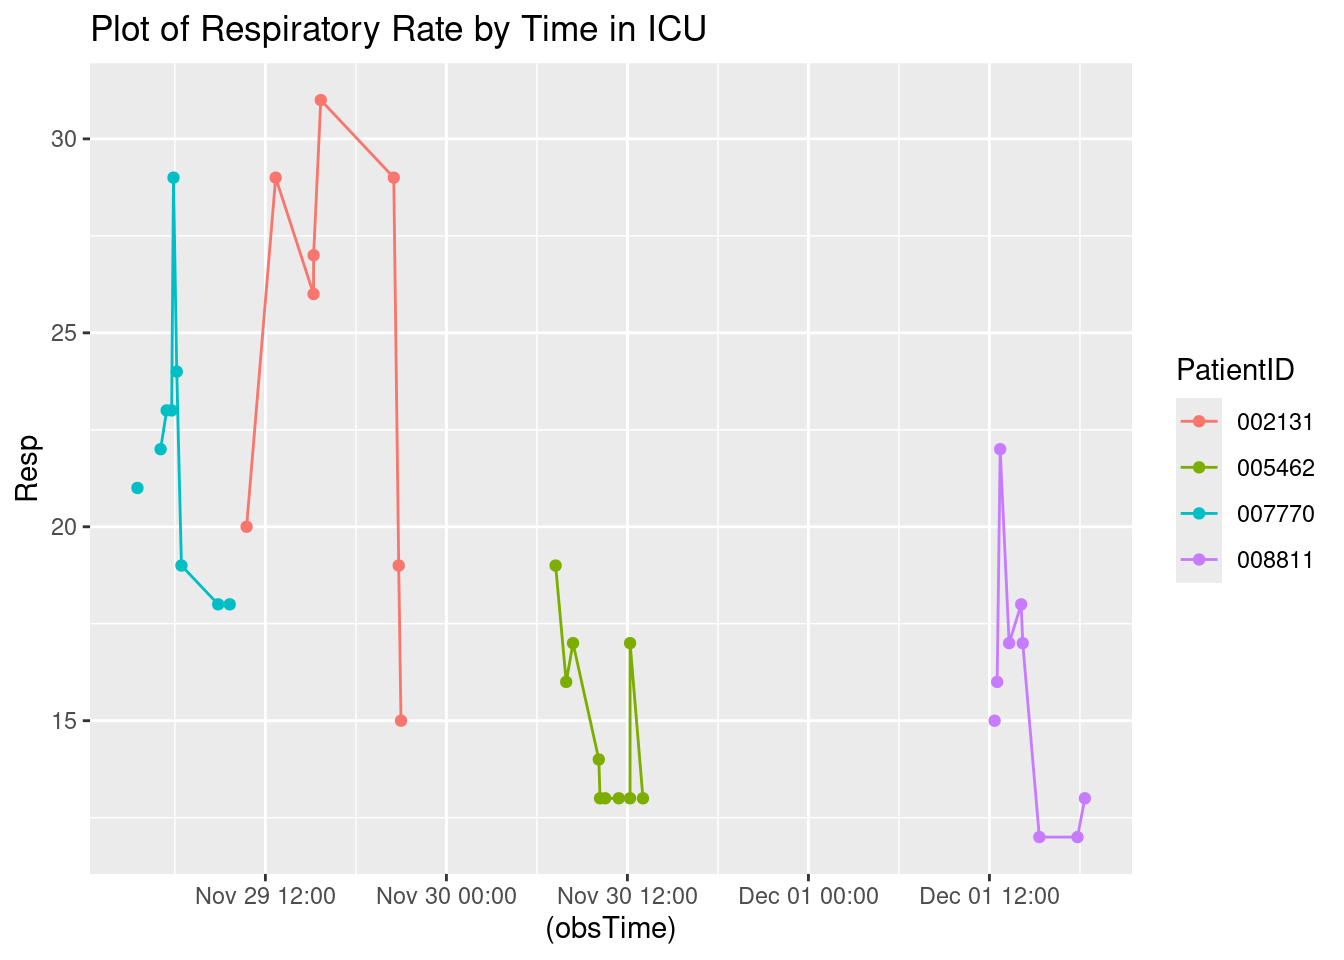 Plot of Respiratory Rate by Time in ICU
30
25
20
15
Resp
Nov 29 12:00
Nov 30 00:00
Nov 30 12:00
Dec 01 00:00
Dec 01 12:00
(obsTime)
PatientID
002131
005462
007770
008811